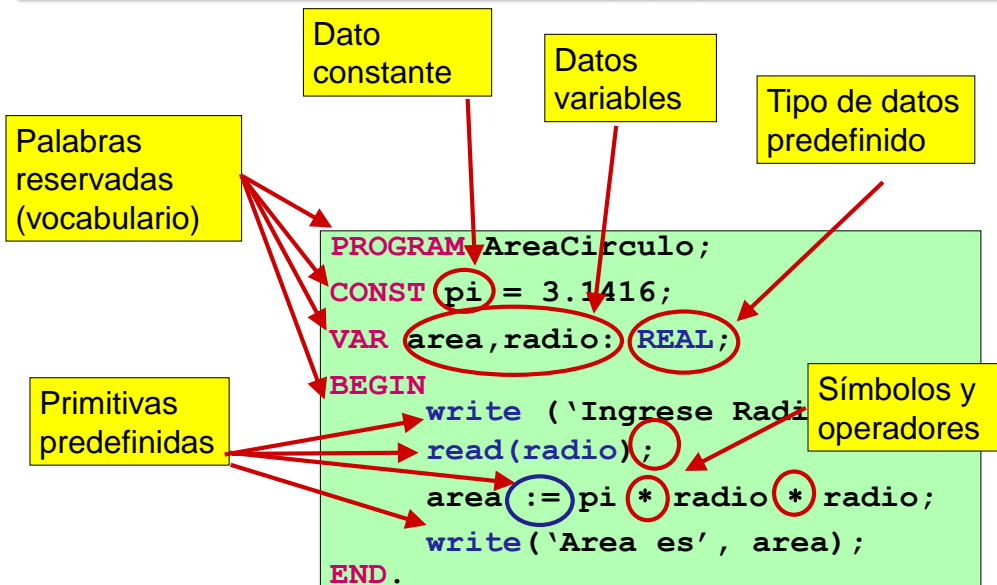 Dato
constante
Datos
variables
Tipo de datos
predefinido
Palabras
reservadas
(vocabulario)
PROGRAM AreaCirculo;
CONST pi = 3.1416;
VAR area,radio: REAL;
BEGIN
write (‘Ingrese Radi
read(radio);
area := pi * radio * radio;
write(‘Area es’, area);
END.
Primitivas
predefinidas
Símbolos y
operadores